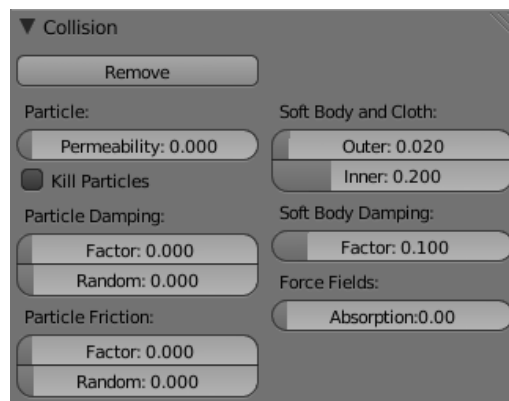 Collision
Remove
Particle:
Permeability: 0.000
Kill Particles
Particle Damping:
Factor: 0.000
Random: 0.000
Particle Friction:
Factor: 0.000
Random: 0.000
Soft Body and Cloth:
Outer: 0.020
Inner: 0.200
Soft Body Damping:
Factor: 0.100
Force Fields:
Absorption:0.00